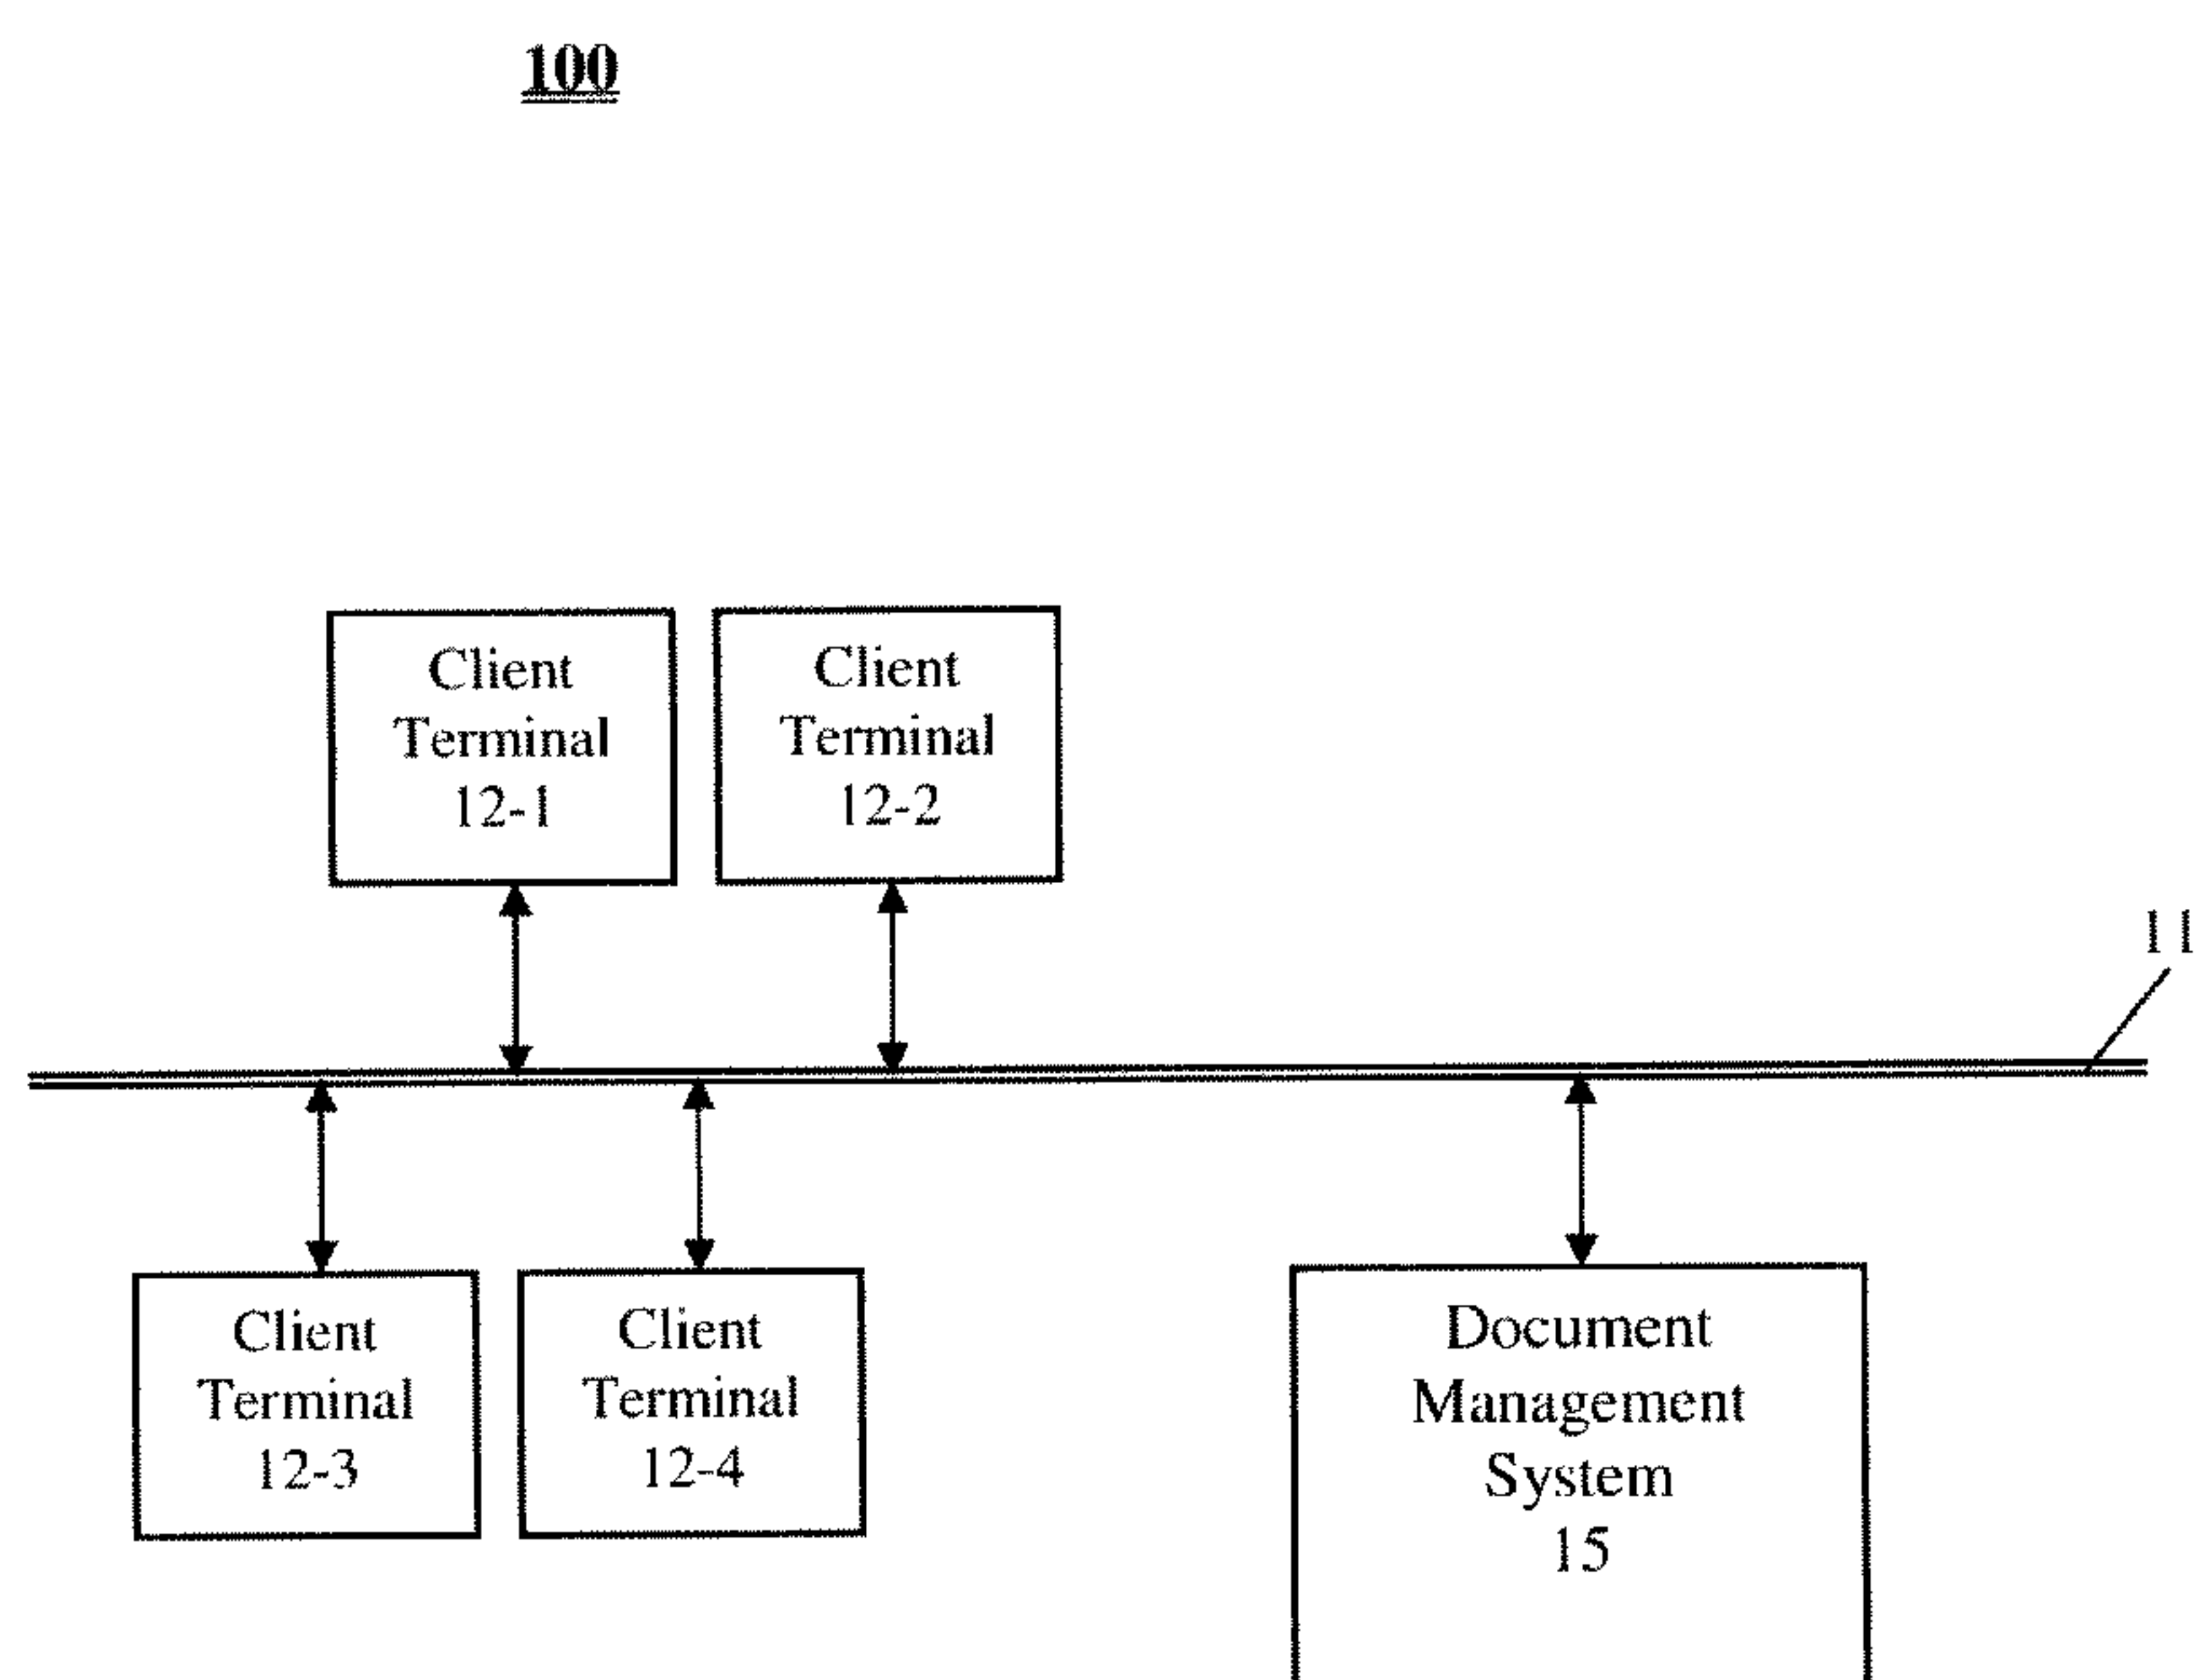 100
Client
Terminal
12-1
Client
Terminal
12-2
11
Client
Terminal
12-3
Client
Terminal
12-4
Document
Management
System
15